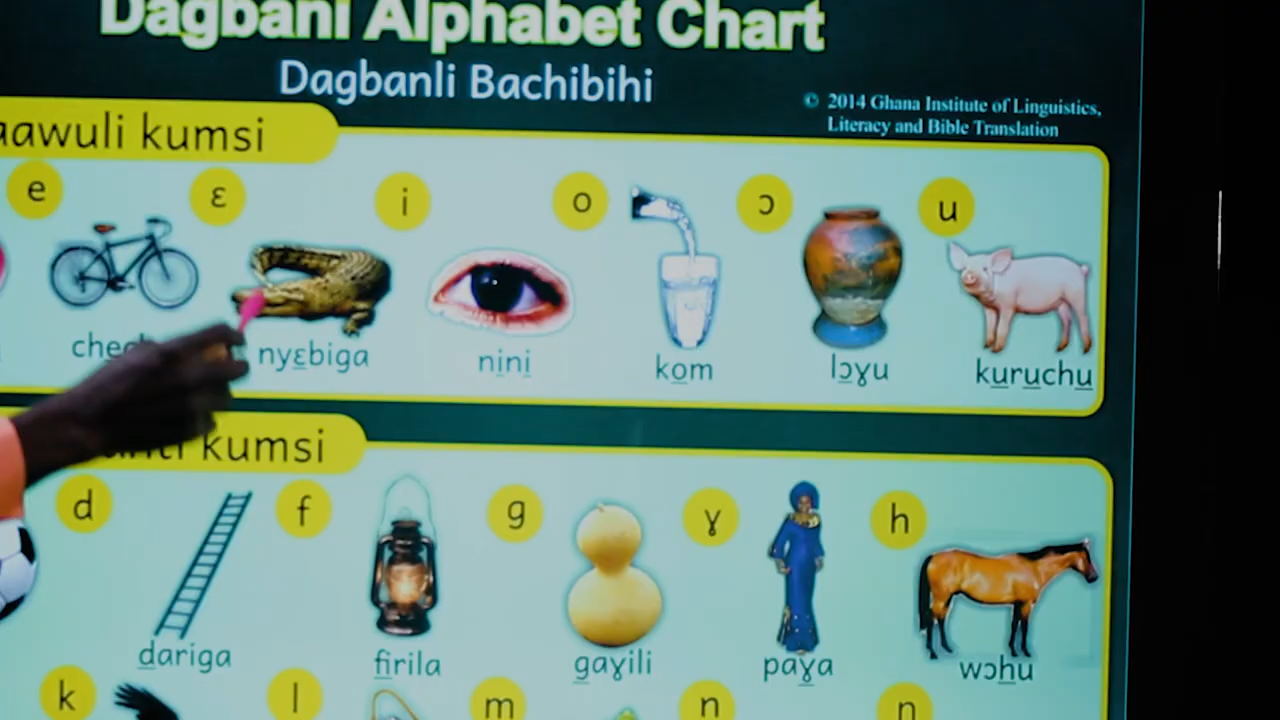 Dagbani Alphabet Chart
Dagbanli Bachibihi
© 2014 Ghana Institute of Linguistics,
Literacy and Bible Translation
kumsi
e ɛ i o ɔ u
nyɛbiga nini kom lɔɣu kuruchu
kumsi
d f g ɣ h
dariga firila gaɣili paɣa wɔhu
k l m n